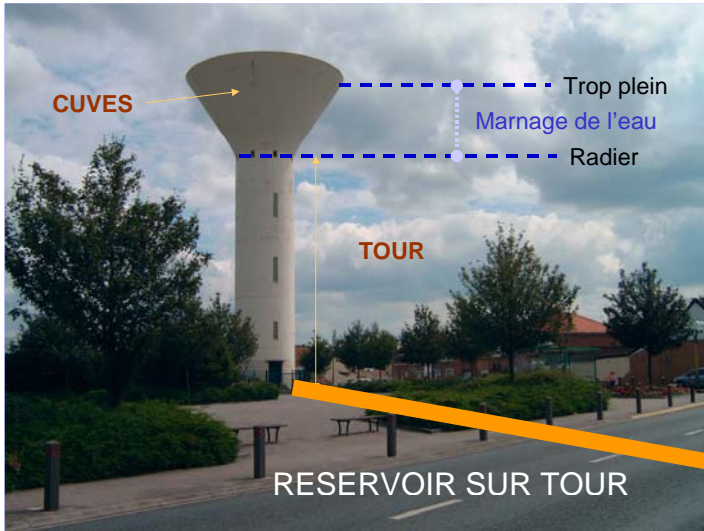 Trop plein
CUVES
Marnage de l'eau
Radier
TOUR
RESERVOIR SUR TOUR